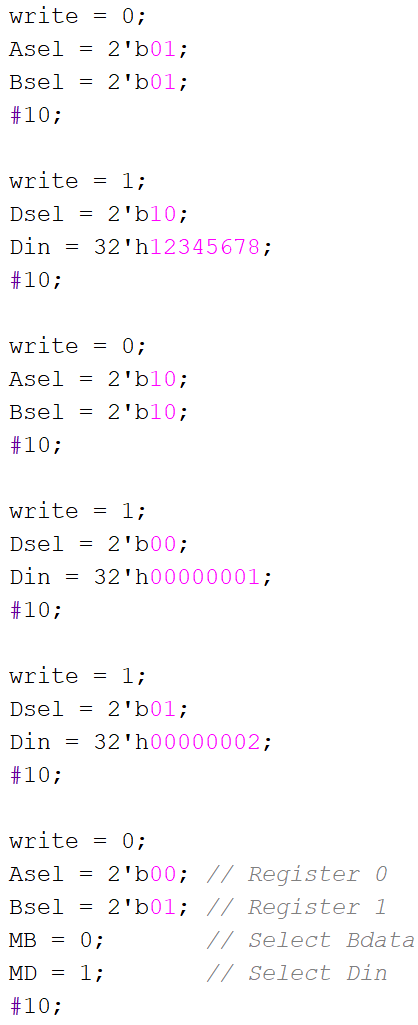 write = 0;
Asel = 2'b01;
Bsel = 2'b01;
#10;

write = 1;
Dsel = 2'b10;
Din = 32'h12345678;
#10;

write = 0;
Asel = 2'b10;
Bsel = 2'b10;
#10;

write = 1;
Dsel = 2'b00;
Din = 32'h00000001;
#10;

write = 1;
Dsel = 2'b01;
Din = 32'h00000002;
#10;

write = 0;
Asel = 2'b00; // Register 0
Bsel = 2'b01; // Register 1
MB = 0;       // Select Bdata
MD = 1;       // Select Din
#10;